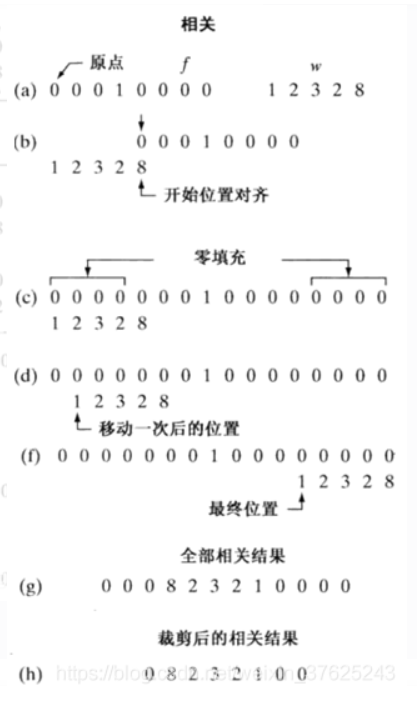 相关
原点 f w
(a) 0 0 0 1 0 0 0 0 1 2 3 2 8
(b) 0 0 0 1 0 0 0 0
1 2 3 2 8
开始位置对齐
零填充
(c) 0 0 0 0 0 0 0 1 0 0 0 0 0 0 0 0
1 2 3 2 8
(d) 0 0 0 0 0 0 0 1 0 0 0 0 0 0 0 0
1 2 3 2 8
移动一次后的位置
(f) 0 0 0 0 0 0 0 1 0 0 0 0 0 0 0 0
1 2 3 2 8
最终位置
全部相关结果
(g) 0 0 0 8 2 3 2 1 0 0 0 0
裁剪后的相关结果
(h) 0 8 2 3 2 1 0 0
https://blog.csdn.net/weixin_37625243